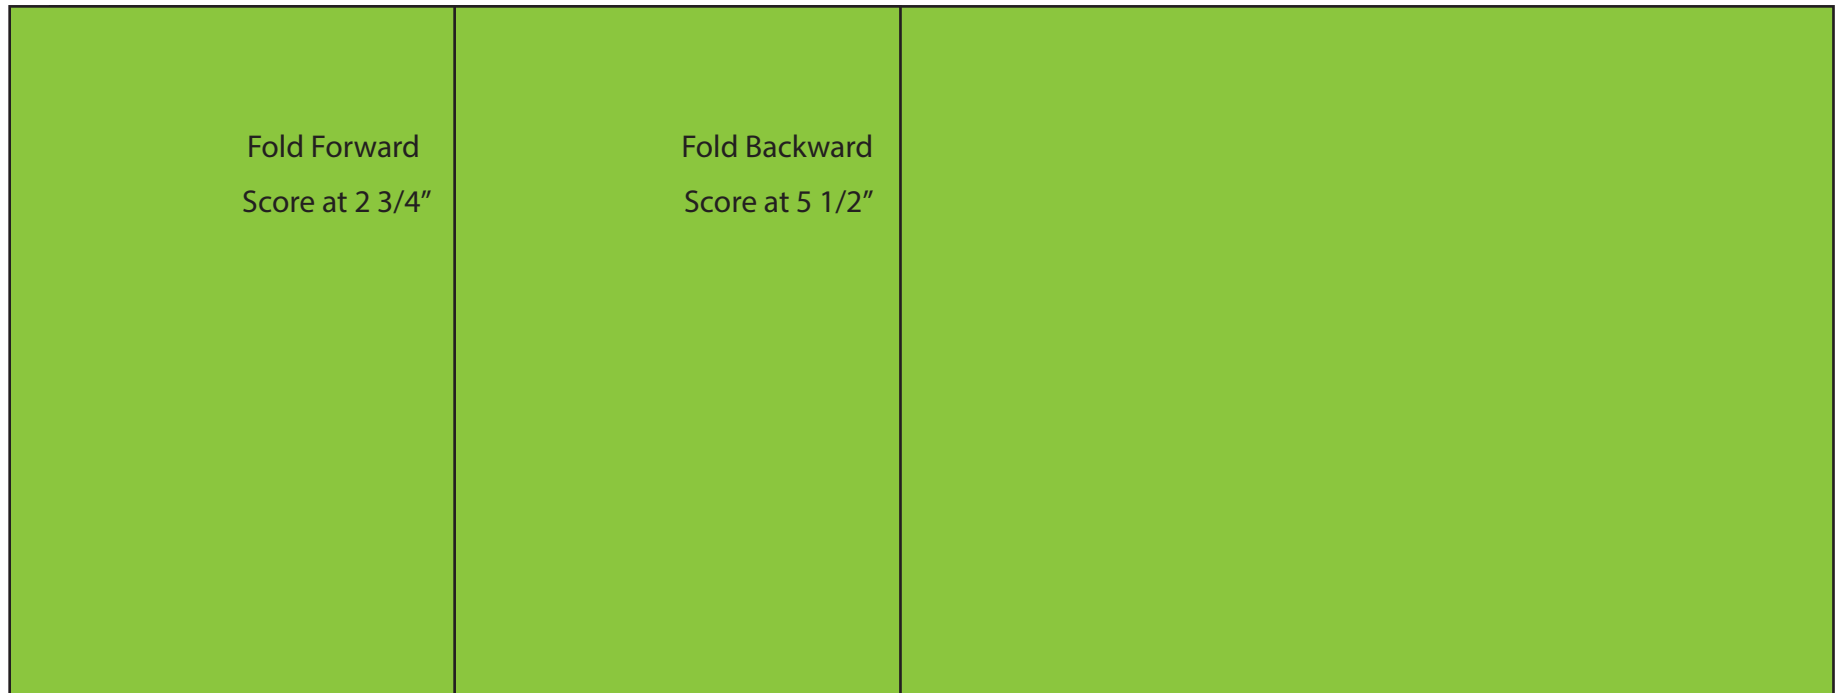 Fold Forward
Score at 2 3/4”
Fold Backward
Score at 5 1/2”